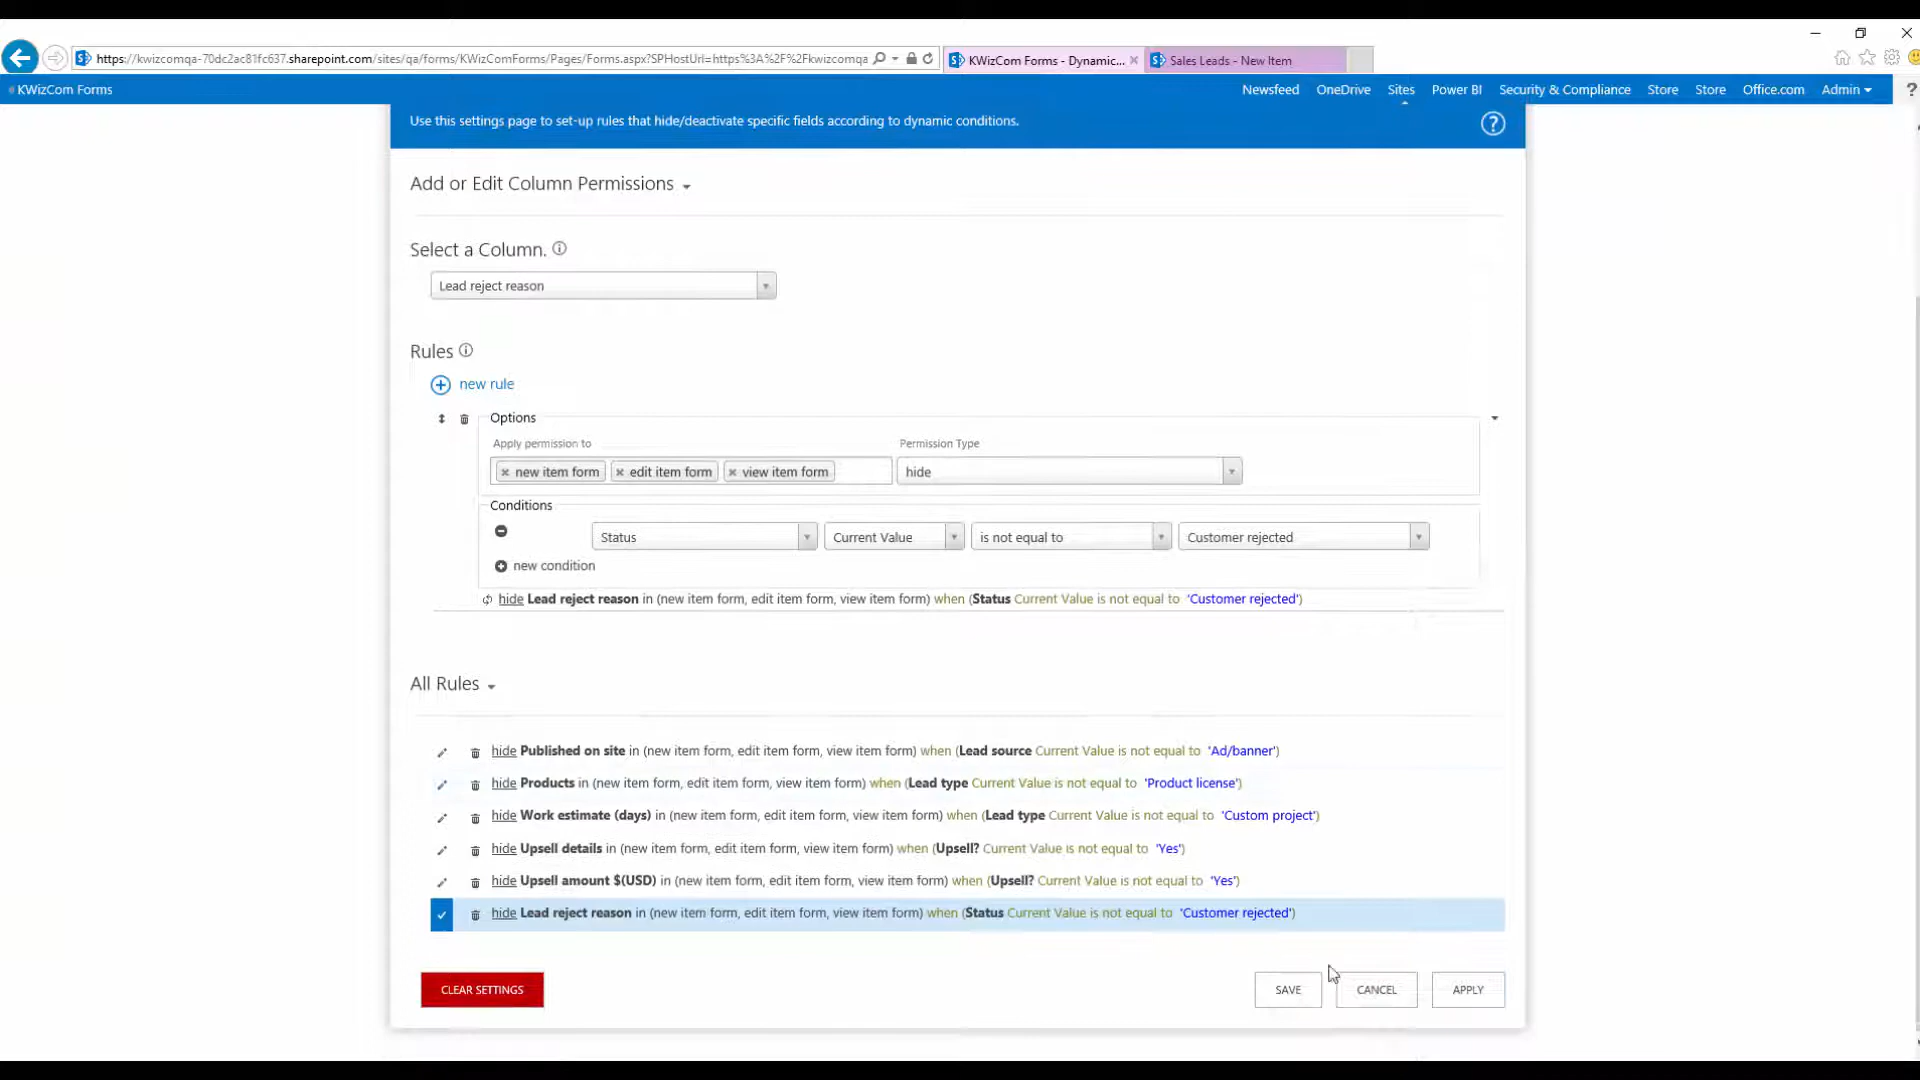 https://kwizcomqa-70dc2ac81fc637.sharepoint.com/sites/qa/forms/KWizComForms/Pages/Forms.aspx?SPHostUrl=https%3A%2F%2Fkwizcomqa
KWizCom Forms - Dynamic...
Sales Leads - New Item
KWizCom Forms
Newsfeed OneDrive Sites Power BI Security & Compliance Store Store Office.com Admin ?
Use this settings page to set-up rules that hide/deactivate specific fields according to dynamic conditions.
Add or Edit Column Permissions
Select a Column.
Lead reject reason
Rules
new rule
Options
Apply permission to Permission Type
× new item form × edit item form × view item form hide
Conditions
Status Current Value is not equal to Customer rejected
new condition
hide Lead reject reason in (new item form, edit item form, view item form) when (Status Current Value is not equal to 'Customer rejected')
All Rules
hide Published on site in (new item form, edit item form, view item form) when (Lead source Current Value is not equal to 'Ad/banner')
hide Products in (new item form, edit item form, view item form) when (Lead type Current Value is not equal to 'Product license')
hide Work estimate (days) in (new item form, edit item form, view item form) when (Lead type Current Value is not equal to 'Custom project')
hide Upsell details in (new item form, edit item form, view item form) when (Upsell? Current Value is not equal to 'Yes')
hide Upsell amount $(USD) in (new item form, edit item form, view item form) when (Upsell? Current Value is not equal to 'Yes')
hide Lead reject reason in (new item form, edit item form, view item form) when (Status Current Value is not equal to 'Customer rejected')
CLEAR SETTINGS SAVE CANCEL APPLY